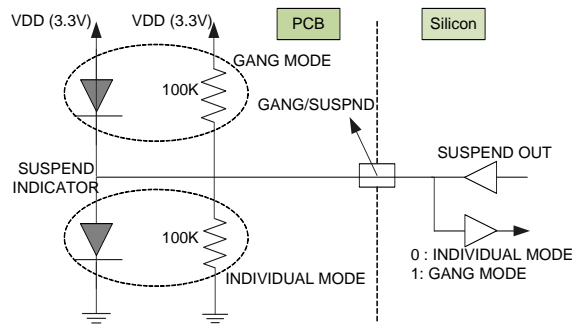 VDD (3.3V)
VDD (3.3V)
PCB
Silicon
GANG MODE
100K
GANG/SUSPND
SUSPEND OUT
SUSPEND
INDICATOR
100K
INDIVIDUAL MODE
0 : INDIVIDUAL MODE
1: GANG MODE